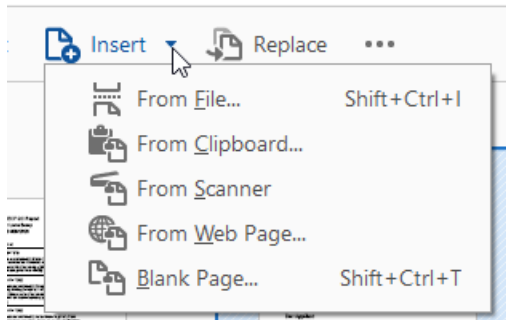 Insert Replace
From File... Shift+Ctrl+I
From Clipboard...
From Scanner
From Web Page...
Blank Page... Shift+Ctrl+T